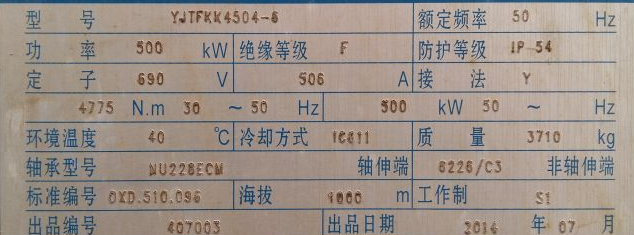 型号 YJTFKK4504-6 额定频率 50 Hz
功率 500 kW 绝缘等级 F 防护等级 IP 54
定子 690 V 506 A 接法 Y
4775 N.m 30 ~ 50 Hz 500 kW 50 ~ Hz
环境温度 40 ℃ 冷却方式 IC611 质量 3710 kg
轴承型号 NU228ECM 轴伸端 6226/C3 非轴伸端
标准编号 OXD.510.096 海拔 1000 m 工作制 S1
出品编号 407003 出品日期 2014 年 07 月